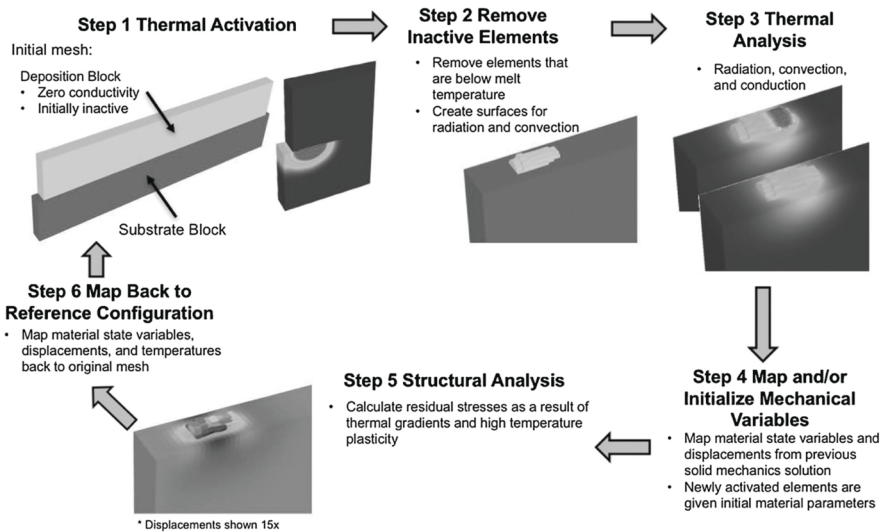 Step 1 Thermal Activation
Initial mesh:
Deposition Block
• Zero conductivity
• Initially inactive
Substrate Block
Step 2 Remove
Inactive Elements
• Remove elements that
are below melt
temperature
• Create surfaces for
radiation and convection
Step 3 Thermal
Analysis
• Radiation, convection,
and conduction
Step 4 Map and/or
Initialize Mechanical
Variables
• Map material state variables and
displacements from previous
solid mechanics solution
• Newly activated elements are
given initial material parameters
Step 5 Structural Analysis
• Calculate residual stresses as a result of
thermal gradients and high temperature
plasticity
* Displacements shown 15x
Step 6 Map Back to
Reference Configuration
• Map material state variables,
displacements, and temperatures
back to original mesh